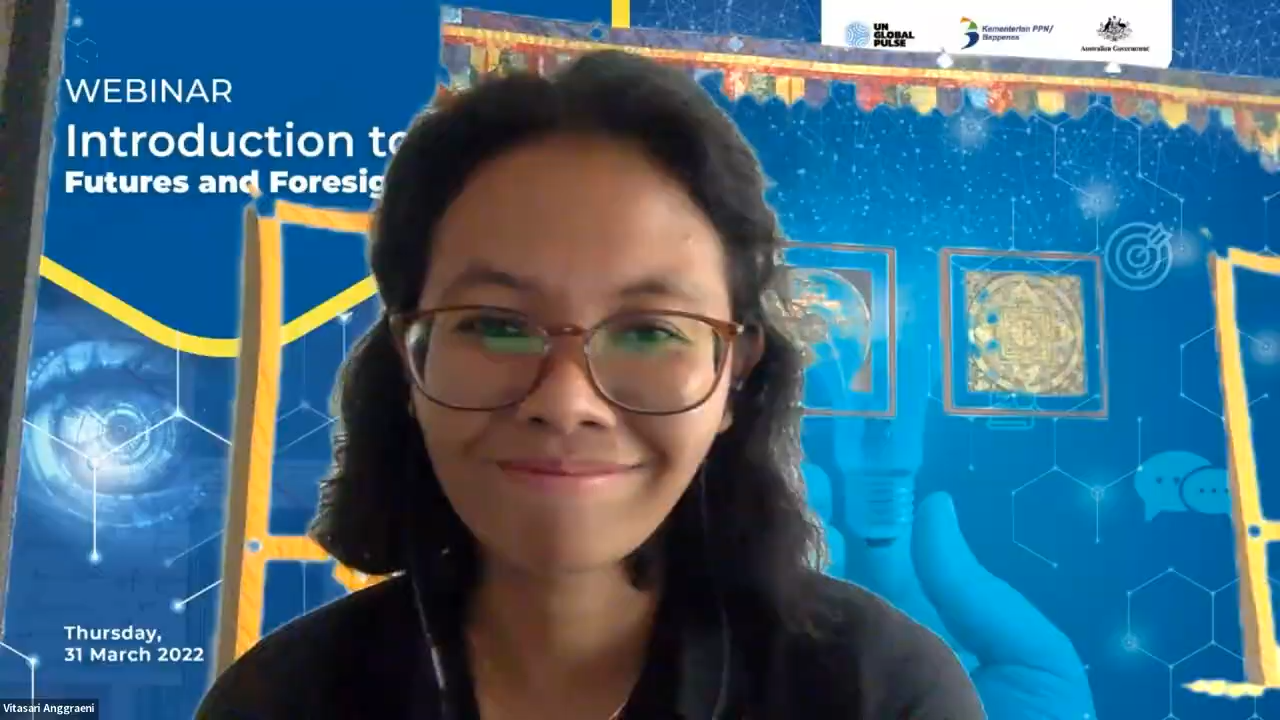 WEBINAR
Introduction to
Futures and Foresig
UN
GLOBAL
PULSE
Kementerian PPN/
Bappenas
Australian Government
Thursday,
31 March 2022
Vitasari Anggraeni